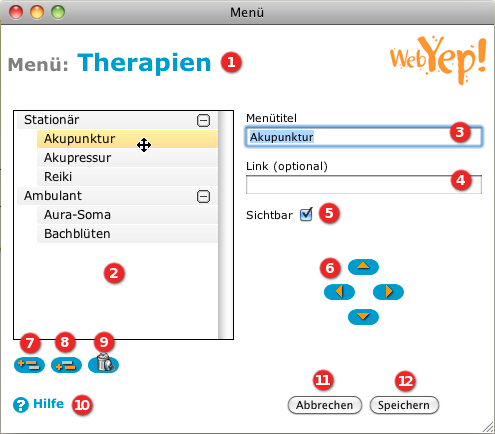 Menü
Menü: Therapien 1
WebYep!
Stationär
Akupunktur
Akupressur
Reiki
Ambulant
Aura-Soma
Bachblüten
2
Menütitel
Akupunktur 3
Link (optional)
4
Sichtbar 5
6
7 8 9
Hilfe 10
11 12
Abbrechen Speichern